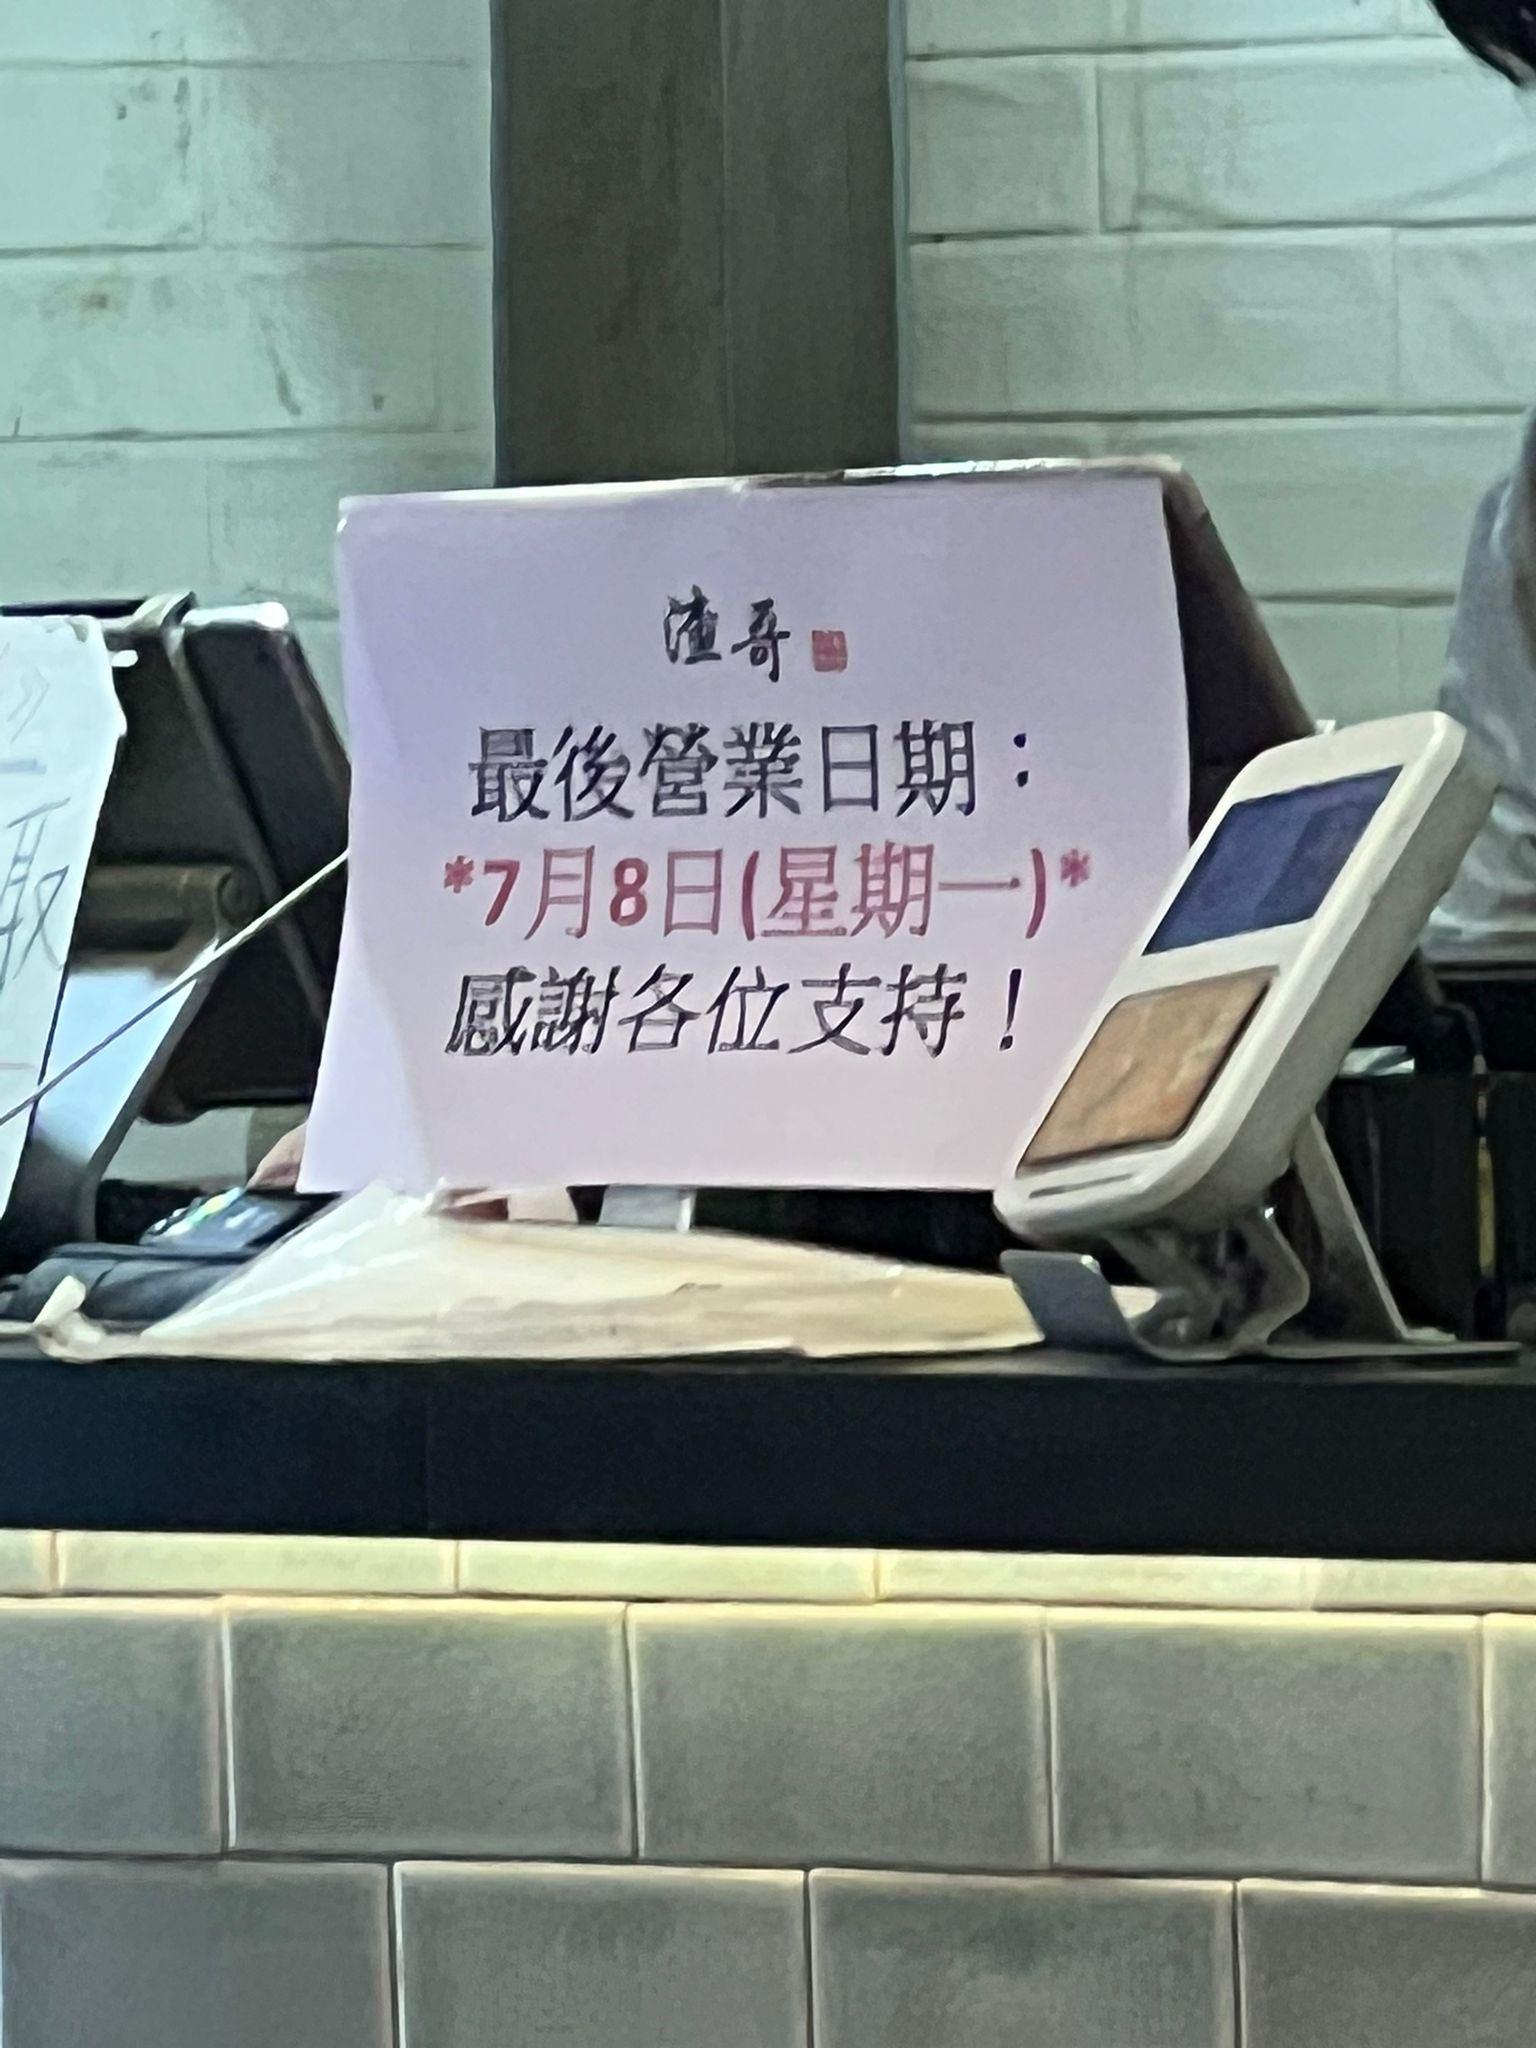 渣哥
最後營業日期：
*7月8日(星期一)*
感謝各位支持！
取